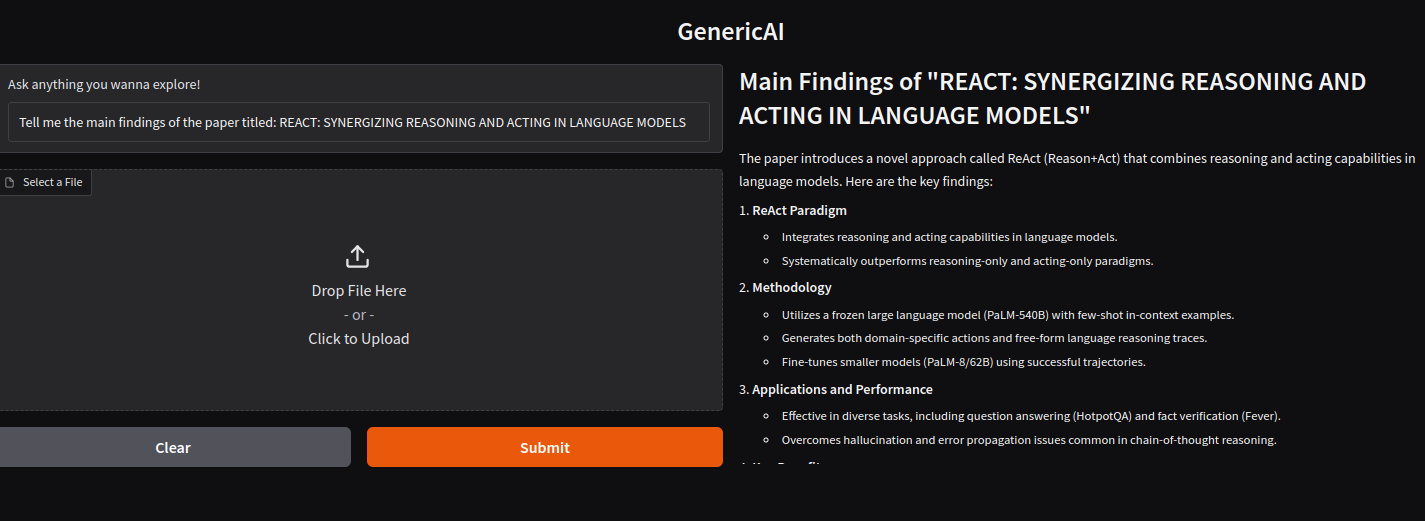 GenericAI
Ask anything you wanna explore!
Tell me the main findings of the paper titled: REACT: SYNERGIZING REASONING AND ACTING IN LANGUAGE MODELS
Select a File
Drop File Here
- or -
Click to Upload
Clear
Submit
Main Findings of "REACT: SYNERGIZING REASONING AND
ACTING IN LANGUAGE MODELS"
The paper introduces a novel approach called ReAct (Reason+Act) that combines reasoning and acting capabilities in
language models. Here are the key findings:
1. ReAct Paradigm
Integrates reasoning and acting capabilities in language models.
Systematically outperforms reasoning-only and acting-only paradigms.
2. Methodology
Utilizes a frozen large language model (PaLM-540B) with few-shot in-context examples.
Generates both domain-specific actions and free-form language reasoning traces.
Fine-tunes smaller models (PaLM-8/62B) using successful trajectories.
3. Applications and Performance
Effective in diverse tasks, including question answering (HotpotQA) and fact verification (Fever).
Overcomes hallucination and error propagation issues common in chain-of-thought reasoning.